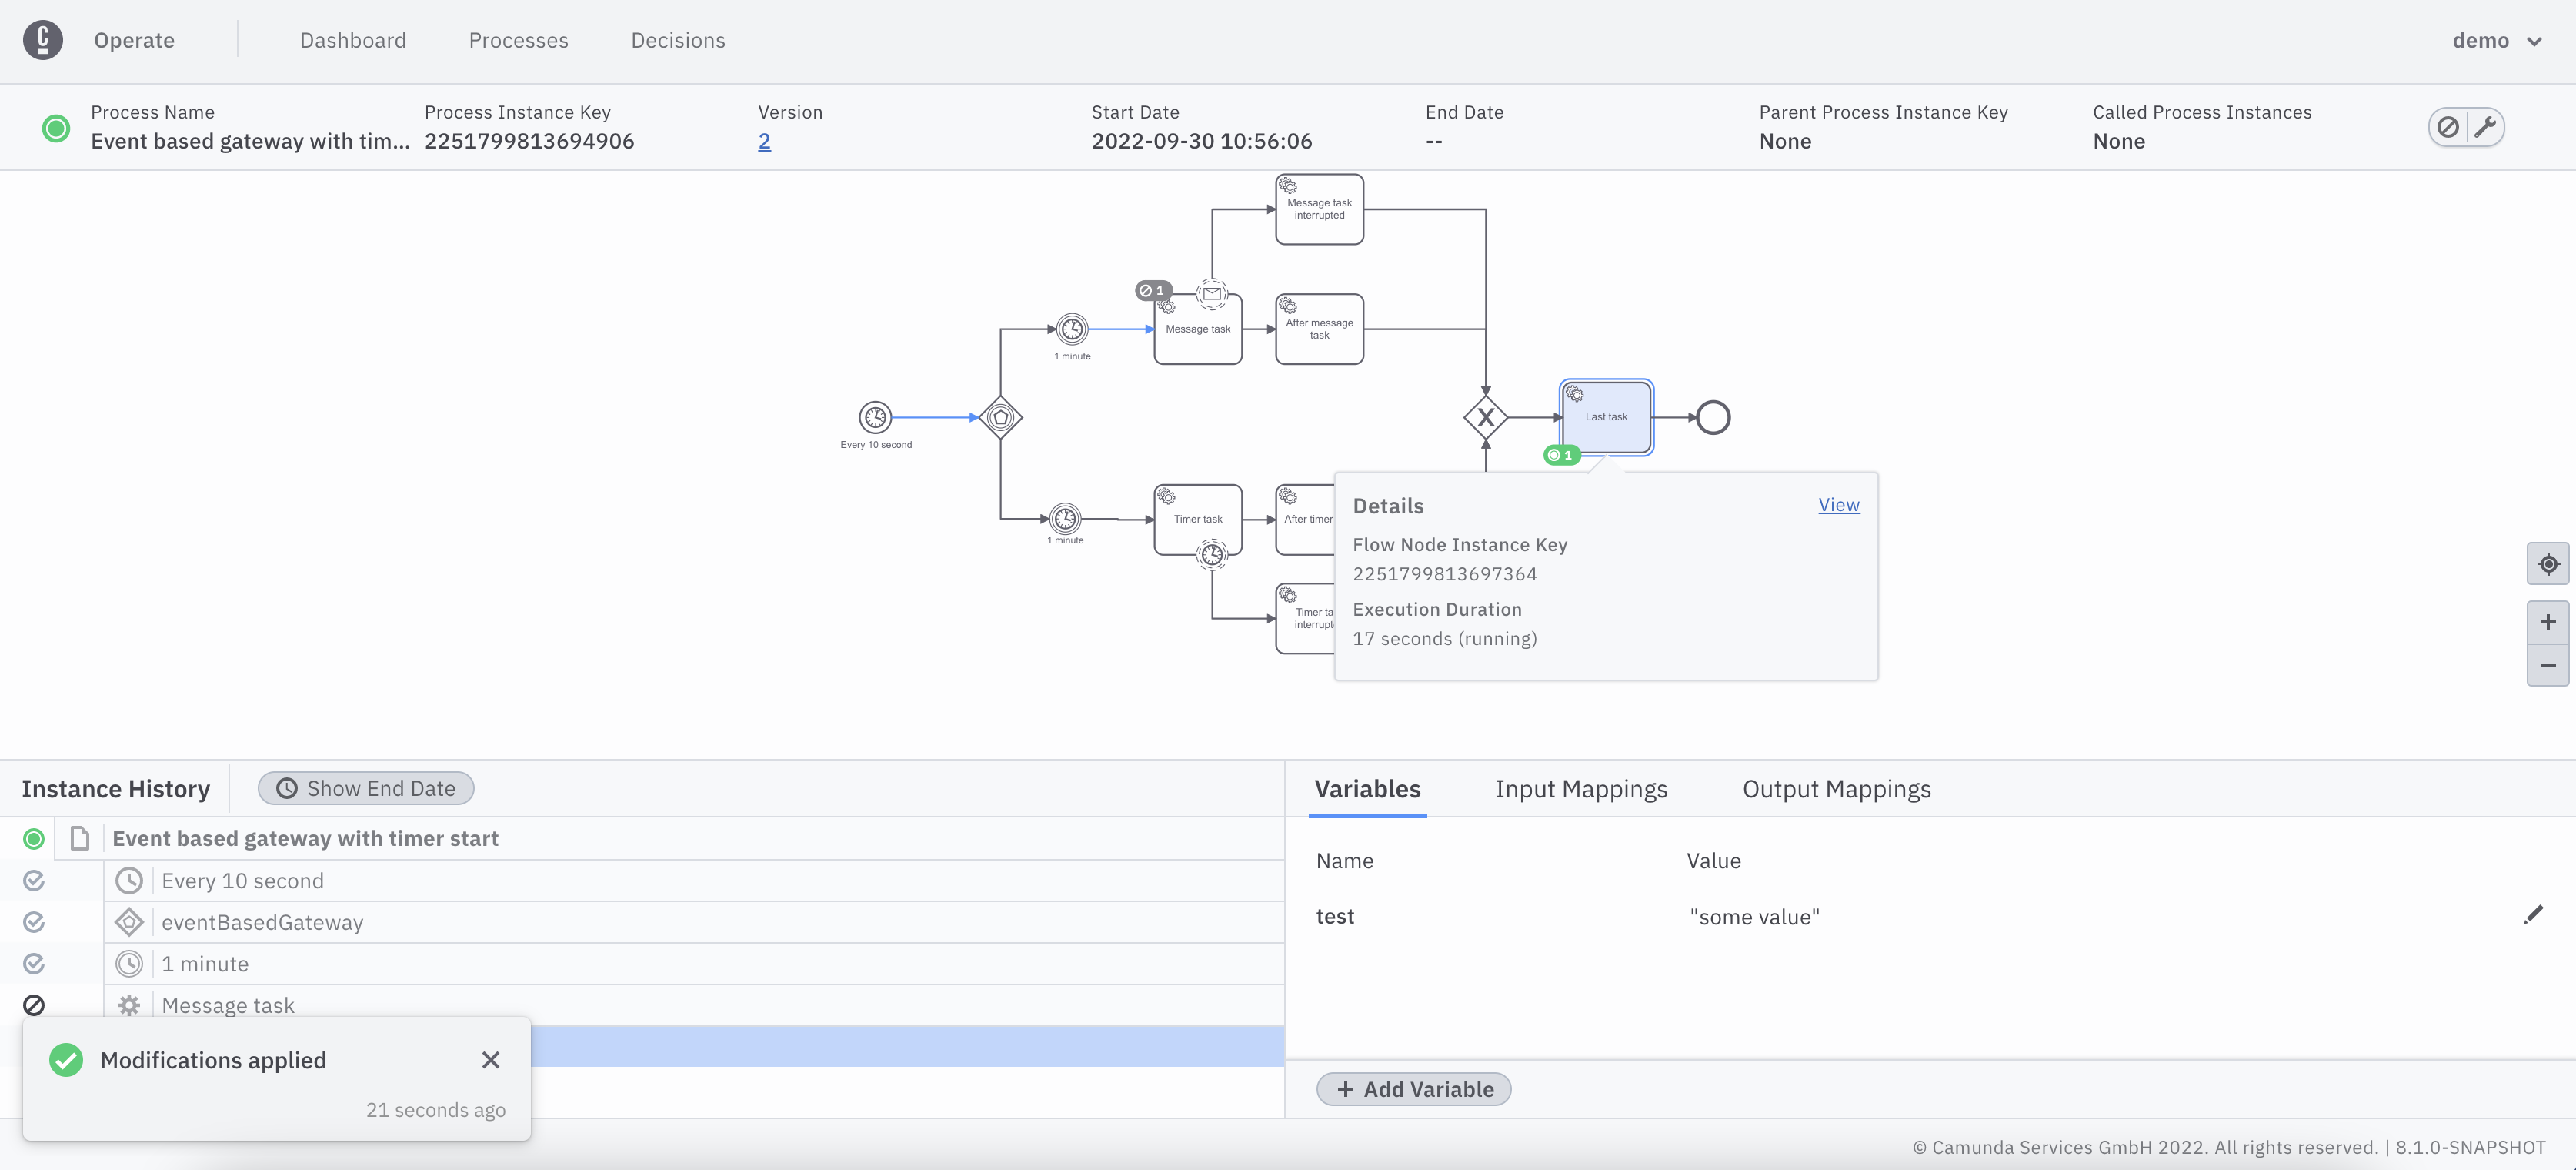 Operate
Dashboard
Processes
Decisions
demo
Process Name
Event based gateway with tim...
Process Instance Key
2251799813694906
Version
2
Start Date
2022-09-30 10:56:06
End Date
--
Parent Process Instance Key
None
Called Process Instances
None
Message task
interrupted
1
Message task
After message
task
1 minute
Every 10 second
X
Last task
1
1 minute
Timer task
After timer
Timer ta
interrupt
Details
View
Flow Node Instance Key
2251799813697364
Execution Duration
17 seconds (running)
+
−
Instance History
Show End Date
Event based gateway with timer start
Every 10 second
eventBasedGateway
1 minute
Message task
Modifications applied
21 seconds ago
Variables
Input Mappings
Output Mappings
Name
Value
test
"some value"
+ Add Variable
© Camunda Services GmbH 2022. All rights reserved. | 8.1.0-SNAPSHOT